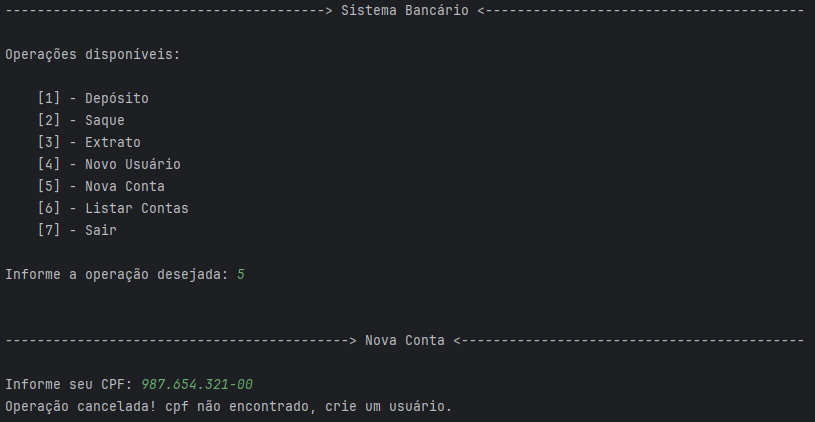 ----------------------------------------> Sistema Bancário <----------------------------------------
Operações disponíveis:
[1] - Depósito
[2] - Saque
[3] - Extrato
[4] - Novo Usuário
[5] - Nova Conta
[6] - Listar Contas
[7] - Sair
Informe a operação desejada: 5
-------------------------------------------> Nova Conta <-------------------------------------------
Informe seu CPF: 987.654.321-00
Operação cancelada! cpf não encontrado, crie um usuário.